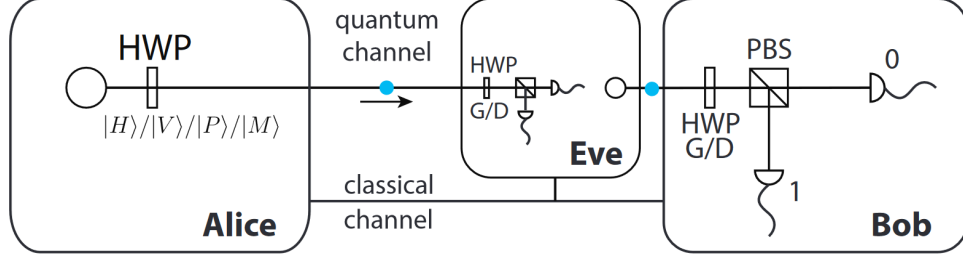 HWP
|H⟩/|V⟩/|P⟩/|M⟩
Alice
quantum
channel
classical
channel
HWP
G/D
Eve
HWP
G/D
PBS
0
1
Bob